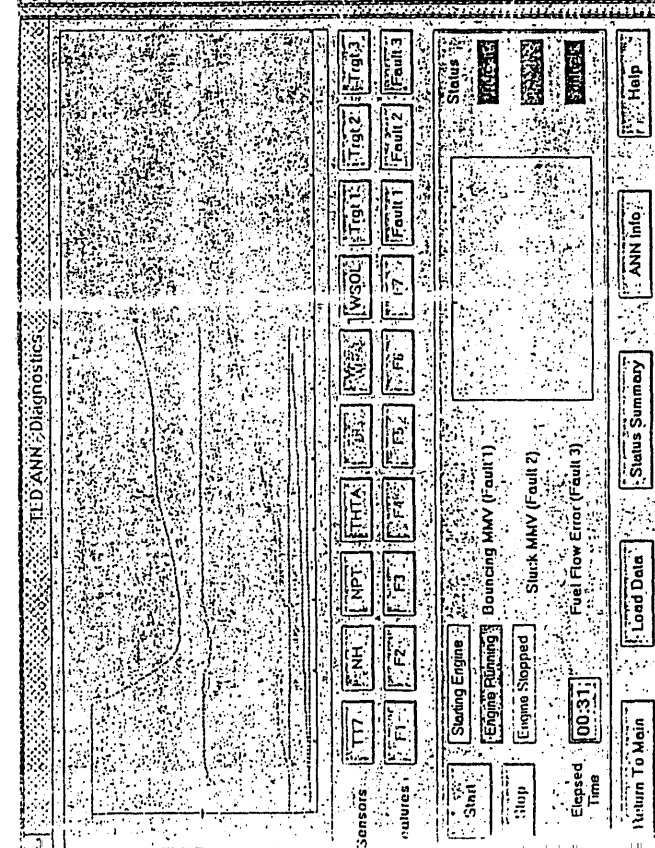 TLD ANN: Diagnostics
Sensors: TT7 NH NPT THTA WSOL Trgt 1 Trgt 2 Trgt 3
F1 F2 F3 F4 F5 F6 F7 Fault 1 Fault 2 Fault 3
Status
Start Starting Engine
Engine Running Bouncing MMV (Fault 1)
Stop Engine Stopped Stuck MMV (Fault 2)
Elapsed Time 00:31 Fuel Flow Error (Fault 3)
Return To Main Load Data Status Summary ANN Info Help